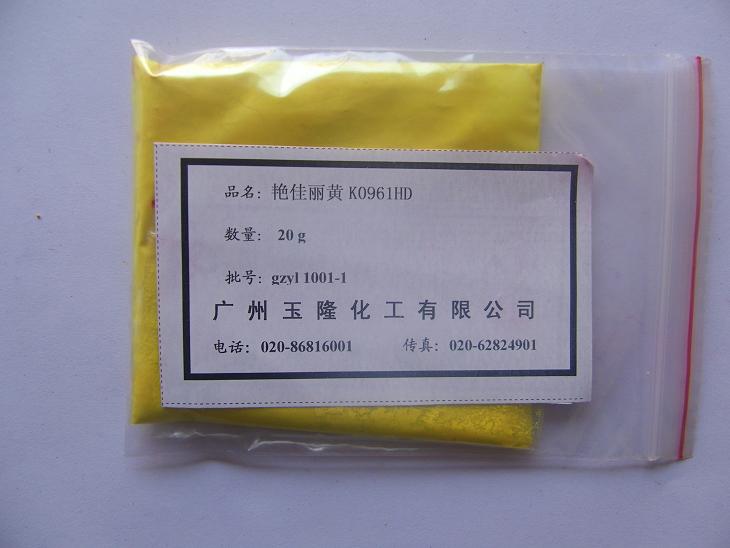 品名：艳佳丽黄 K0961HD
数量： 20 g
批号：gzyl 1001-1
广州玉隆化工有限公司
电话：020-86816001 传真：020-62824901